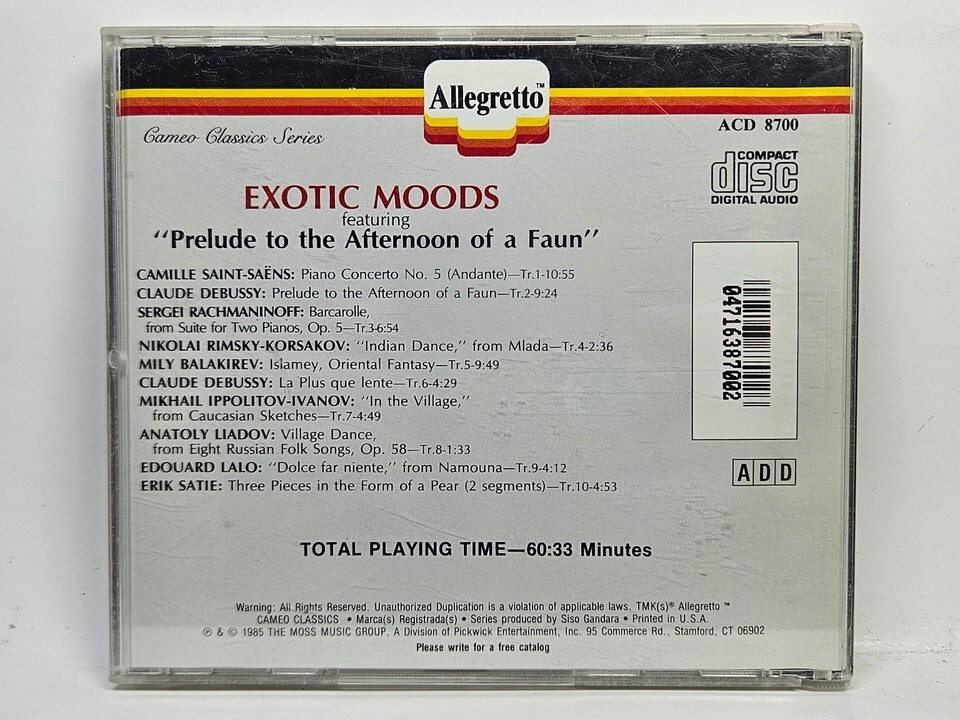 Allegretto™
Cameo Classics Series
ACD 8700
COMPACT
disc
DIGITAL AUDIO
EXOTIC MOODS
featuring
‘‘Prelude to the Afternoon of a Faun’’
CAMILLE SAINT-SAËNS: Piano Concerto No. 5 (Andante)—Tr.1-10:55
CLAUDE DEBUSSY: Prelude to the Afternoon of a Faun—Tr.2-9:24
SERGEI RACHMANINOFF: Barcarolle,
from Suite for Two Pianos, Op. 5—Tr.3-6:54
NIKOLAI RIMSKY-KORSAKOV: ‘‘Indian Dance,’’ from Mlada—Tr.4-2:36
MILY BALAKIREV: Islamey, Oriental Fantasy—Tr.5-9:49
CLAUDE DEBUSSY: La Plus que lente—Tr.6-4:29
MIKHAIL IPPOLITOV-IVANOV: ‘‘In the Village,’’
from Caucasian Sketches—Tr.7-4:49
ANATOLY LIADOV: Village Dance,
from Eight Russian Folk Songs, Op. 58—Tr.8-1:33
EDOUARD LALO: ‘‘Dolce far niente,’’ from Namouna—Tr.9-4:12
ERIK SATIE: Three Pieces in the Form of a Pear (2 segments)—Tr.10-4:53
04716387002
ADD
TOTAL PLAYING TIME—60:33 Minutes
Warning: All Rights Reserved. Unauthorized Duplication is a violation of applicable laws. TMK(s)® Allegretto ™
CAMEO CLASSICS • Marca(s) Registrada(s) • Series produced by Siso Gandara • Printed in U.S.A.
℗ & © 1985 THE MOSS MUSIC GROUP, A Division of Pickwick Entertainment, Inc. 95 Commerce Rd., Stamford, CT 06902
Please write for a free catalog